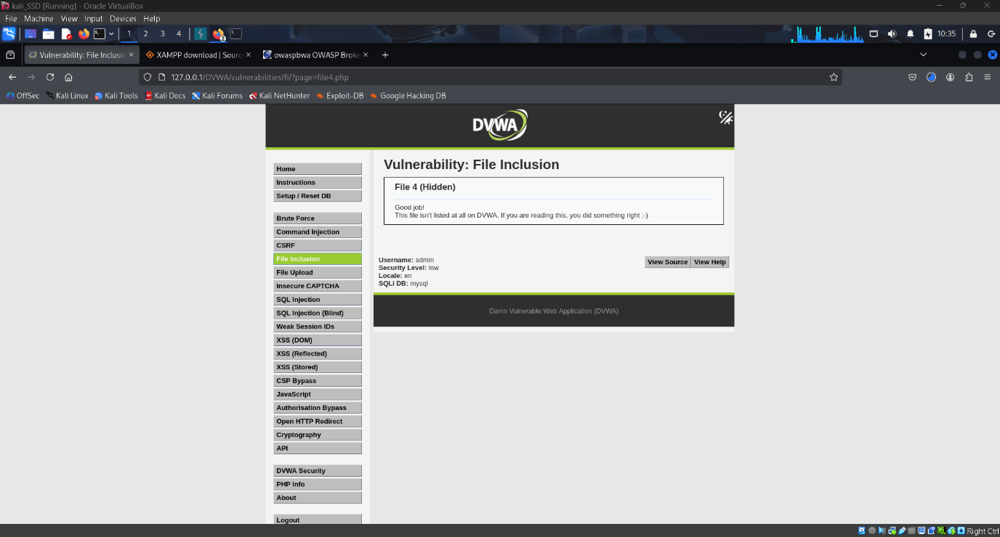 kali_SSD [Running] - Oracle VirtualBox
File Machine View Input Devices Help
1 2 3 4 2 10:35
Vulnerability: File Inclusio XAMPP download | Sourc owaspbwa OWASP Broke
127.0.0.1/DVWA/vulnerabilities/fi/?page=file4.php
OffSec Kali Linux Kali Tools Kali Docs Kali Forums Kali NetHunter Exploit-DB Google Hacking DB
DVWA
Home
Instructions
Setup / Reset DB
Brute Force
Command Injection
CSRF
File Inclusion
File Upload
Insecure CAPTCHA
SQL Injection
SQL Injection (Blind)
Weak Session IDs
XSS (DOM)
XSS (Reflected)
XSS (Stored)
CSP Bypass
JavaScript
Authorisation Bypass
Open HTTP Redirect
Cryptography
API
DVWA Security
PHP Info
About
Logout
Vulnerability: File Inclusion
File 4 (Hidden)
Good job!
This file isn't listed at all on DVWA. If you are reading this, you did something right ;-)
Username: admin
Security Level: low
Locale: en
SQLi DB: mysql
View Source View Help
Damn Vulnerable Web Application (DVWA)
Right Ctrl